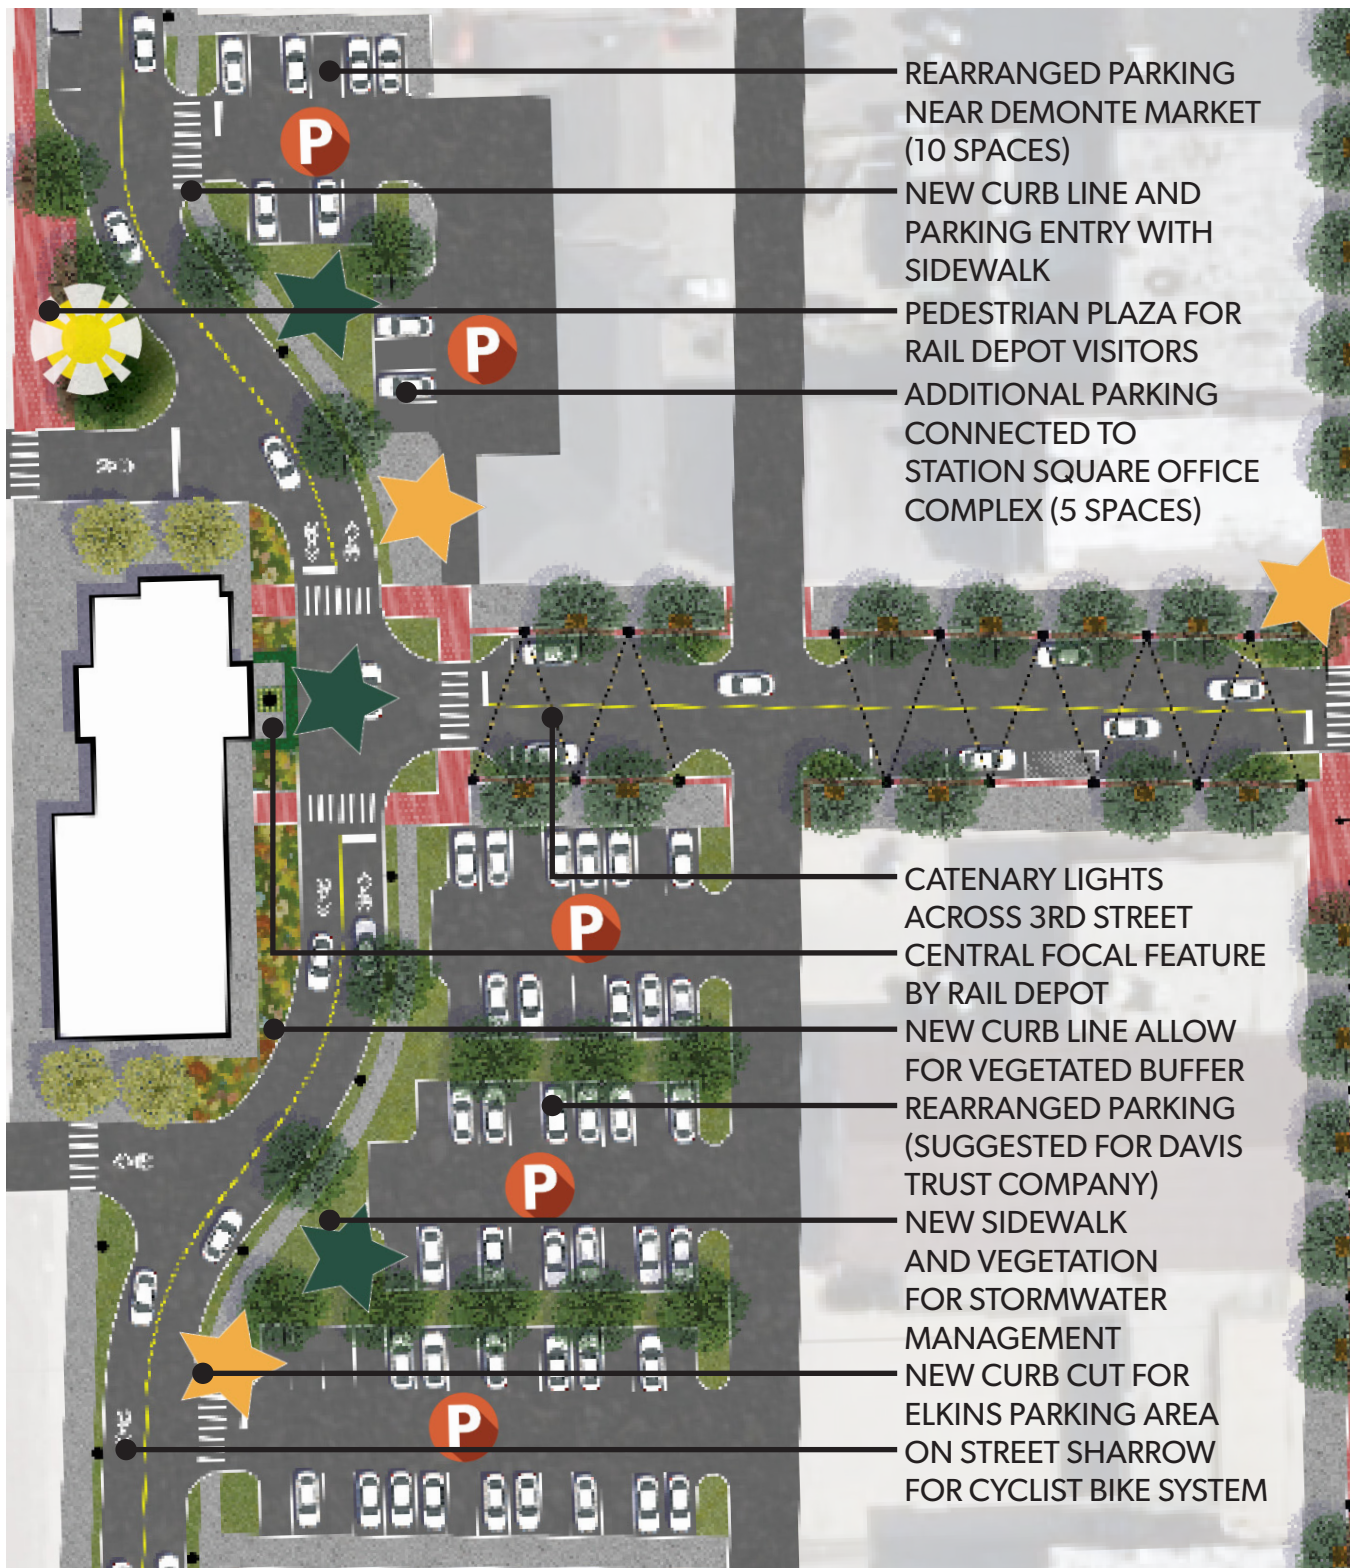 REARRANGED PARKING
NEAR DEMONTE MARKET
(10 SPACES)
P
NEW CURB LINE AND
PARKING ENTRY WITH
SIDEWALK
PEDESTRIAN PLAZA FOR
RAIL DEPOT VISITORS
P
ADDITIONAL PARKING
CONNECTED TO
STATION SQUARE OFFICE
COMPLEX (5 SPACES)
CATENARY LIGHTS
ACROSS 3RD STREET
P
CENTRAL FOCAL FEATURE
BY RAIL DEPOT
NEW CURB LINE ALLOW
FOR VEGETATED BUFFER
REARRANGED PARKING
(SUGGESTED FOR DAVIS
TRUST COMPANY)
P
NEW SIDEWALK
AND VEGETATION
FOR STORMWATER
MANAGEMENT
NEW CURB CUT FOR
ELKINS PARKING AREA
P
ON STREET SHARROW
FOR CYCLIST BIKE SYSTEM